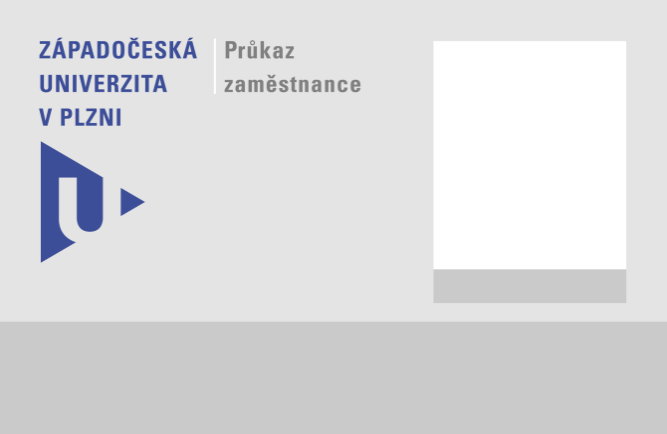 ZÁPADOČESKÁ
UNIVERZITA
V PLZNI
Průkaz
zaměstnance